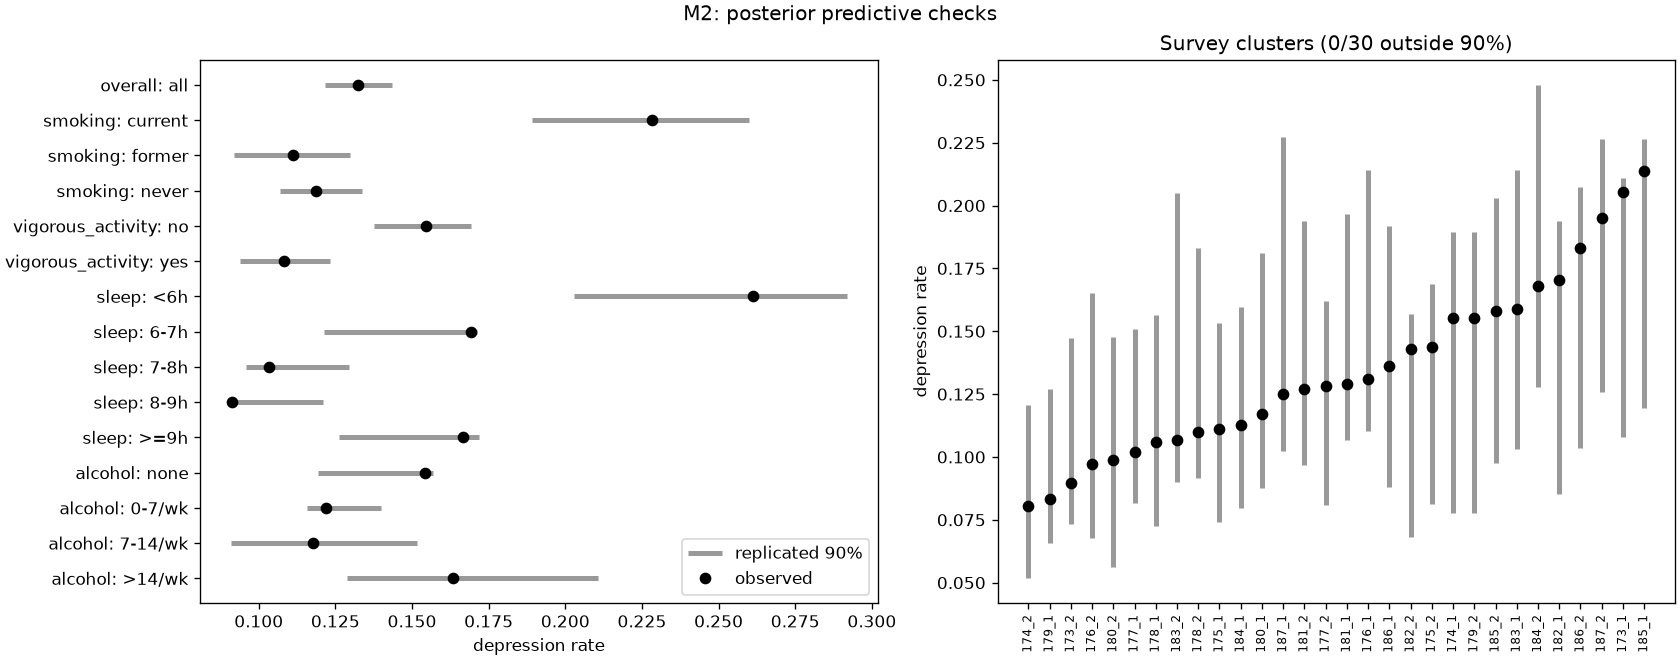 M2: posterior predictive checks
overall: all
smoking: current
smoking: former
smoking: never
vigorous_activity: no
vigorous_activity: yes
sleep: <6h
sleep: 6-7h
sleep: 7-8h
sleep: 8-9h
sleep: >=9h
alcohol: none
alcohol: 0-7/wk
alcohol: 7-14/wk
alcohol: >14/wk
replicated 90%
observed
0.100 0.125 0.150 0.175 0.200 0.225 0.250 0.275 0.300
depression rate
Survey clusters (0/30 outside 90%)
depression rate
0.250
0.225
0.200
0.175
0.150
0.125
0.100
0.075
0.050
174_2
179_1
173_2
176_2
180_2
177_1
178_1
183_2
178_2
175_1
184_1
180_1
187_1
181_2
177_2
181_1
176_1
186_1
182_2
175_2
174_1
179_2
185_2
183_1
184_2
182_1
186_2
187_2
173_1
185_1